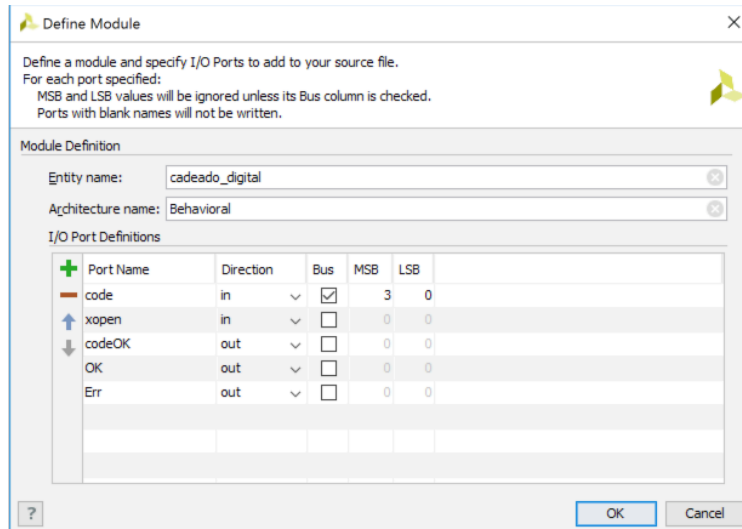 Define Module
Define a module and specify I/O Ports to add to your source file.
For each port specified:
MSB and LSB values will be ignored unless its Bus column is checked.
Ports with blank names will not be written.
Module Definition
Entity name: cadeado_digital
Architecture name: Behavioral
I/O Port Definitions
Port Name Direction Bus MSB LSB
code in 3 0
xopen in 0 0
codeOK out 0 0
OK out 0 0
Err out 0 0
? OK Cancel